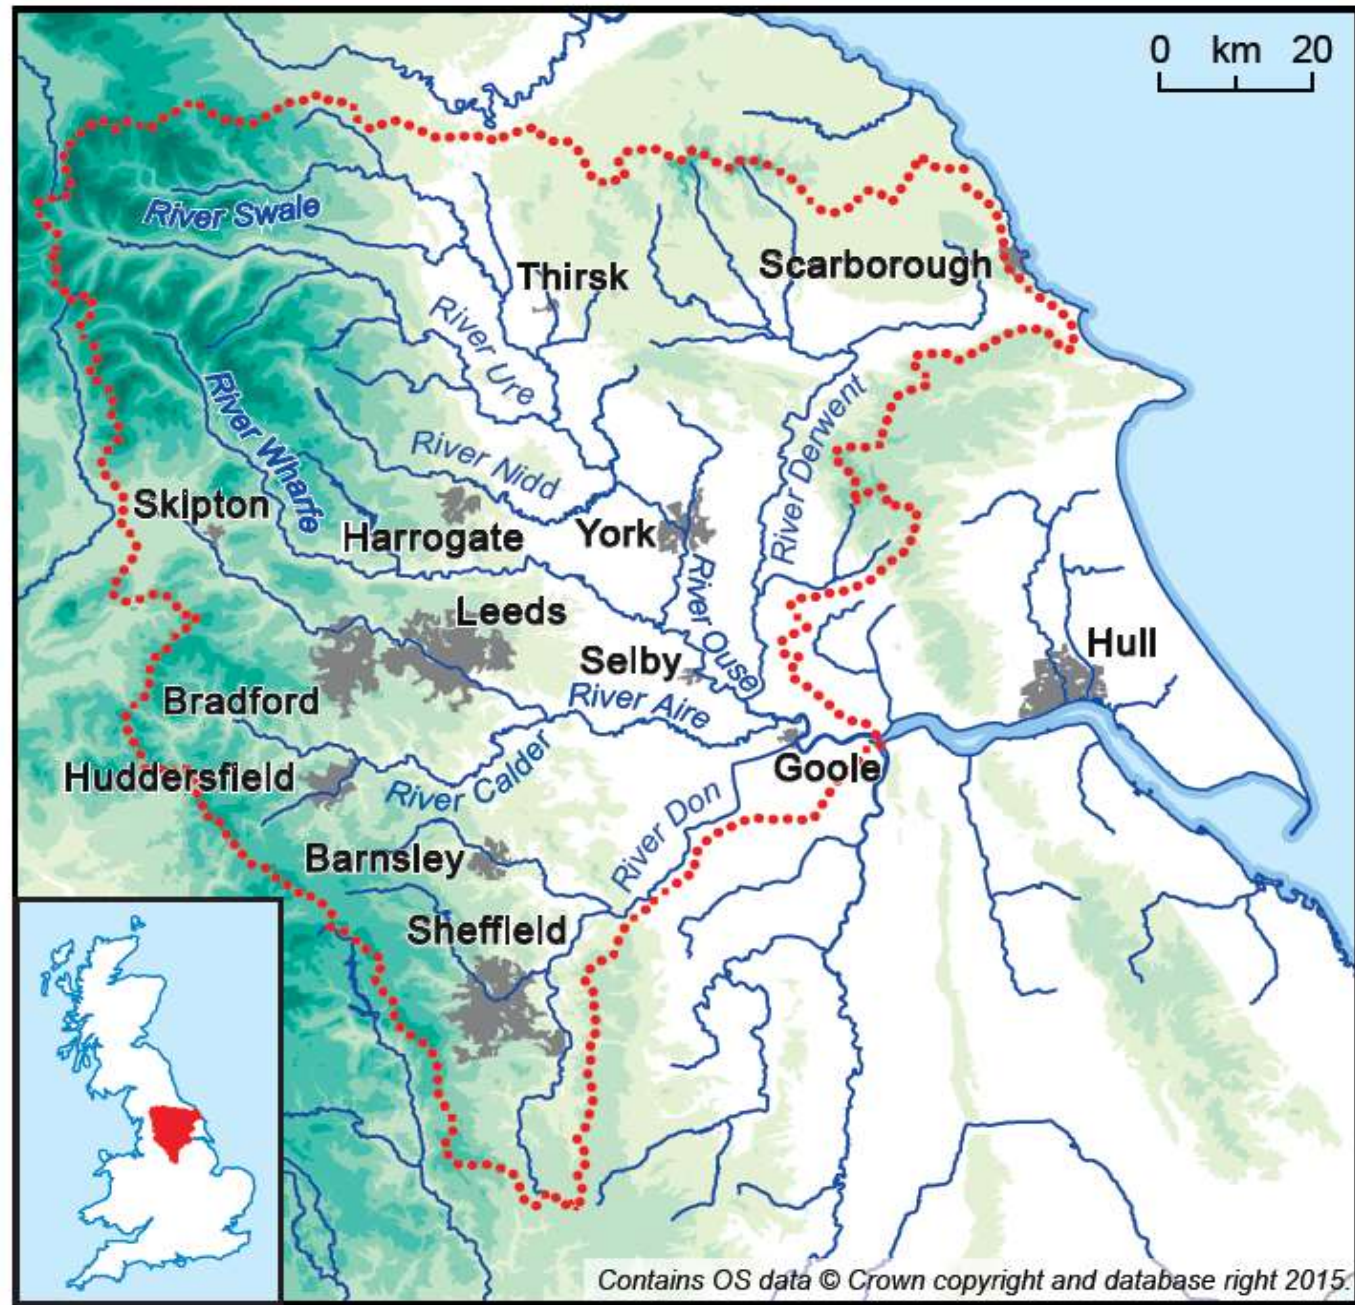 0 km 20
River Swale
Thirsk
Scarborough
River Ure
River Derwent
River Wharfe
River Nidd
Skipton
Harrogate
York
River Ouse
Leeds
Selby
Hull
Bradford
River Aire
Huddersfield
River Calder
Goole
River Don
Barnsley
Sheffield
Contains OS data © Crown copyright and database right 2015.